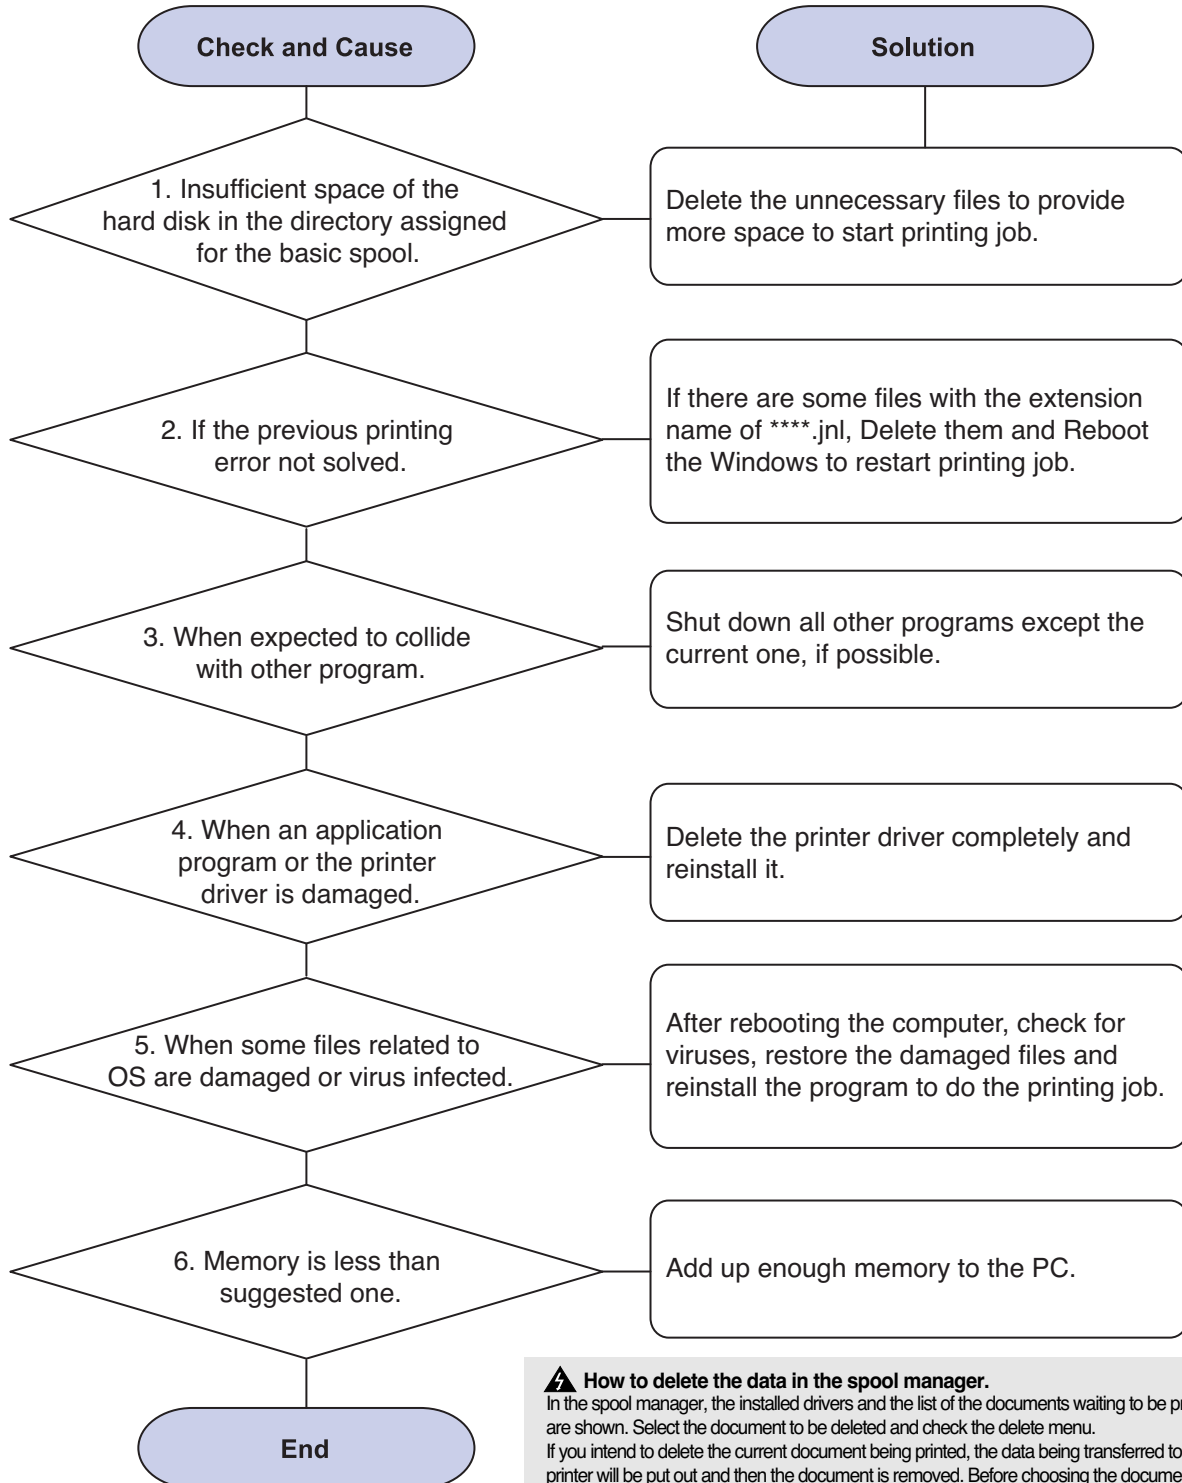 Check and Cause
Solution
1. Insufficient space of the
hard disk in the directory assigned
for the basic spool.
Delete the unnecessary files to provide
more space to start printing job.
2. If the previous printing
error not solved.
If there are some files with the extension
name of ****.jnl, Delete them and Reboot
the Windows to restart printing job.
3. When expected to collide
with other program.
Shut down all other programs except the
current one, if possible.
4. When an application
program or the printer
driver is damaged.
Delete the printer driver completely and
reinstall it.
5. When some files related to
OS are damaged or virus infected.
After rebooting the computer, check for
viruses, restore the damaged files and
reinstall the program to do the printing job.
6. Memory is less than
suggested one.
Add up enough memory to the PC.
End
How to delete the data in the spool manager.
In the spool manager, the installed drivers and the list of the documents waiting to be
are shown. Select the document to be deleted and check the delete menu.
If you intend to delete the current document being printed, the data being transferred to
printer will be put out and then the document is removed. Before choosing the